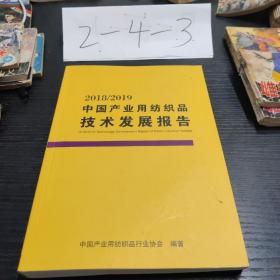 2-4-3
2018/2019
中国产业用纺织品
技术发展报告
中国产业用纺织品行业协会 编著